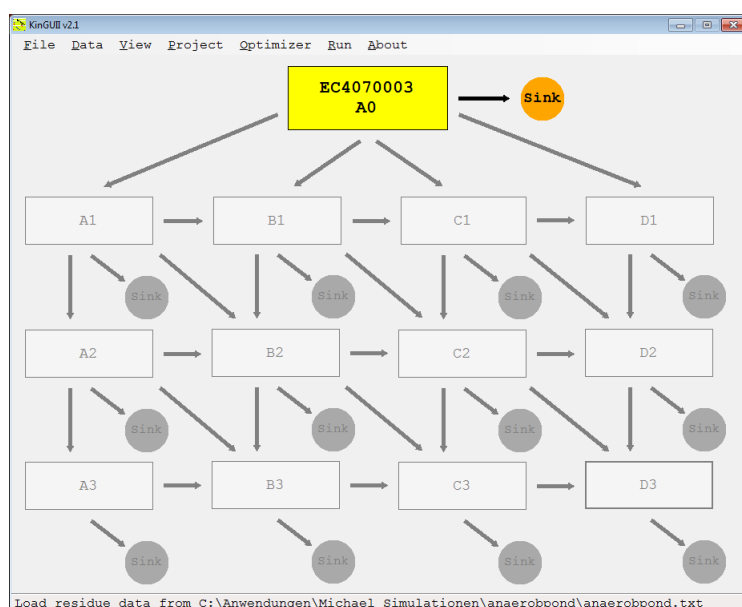 KinGUII v2.1
File Data View Project Optimizer Run About
EC4070003
A0
Sink
A1 B1 C1 D1
Sink Sink Sink Sink
A2 B2 C2 D2
Sink Sink Sink Sink
A3 B3 C3 D3
Sink Sink Sink Sink
Load residue data from C:\Anwendungen\Michael Simulationen\anaerobpond\anaerobpond.txt